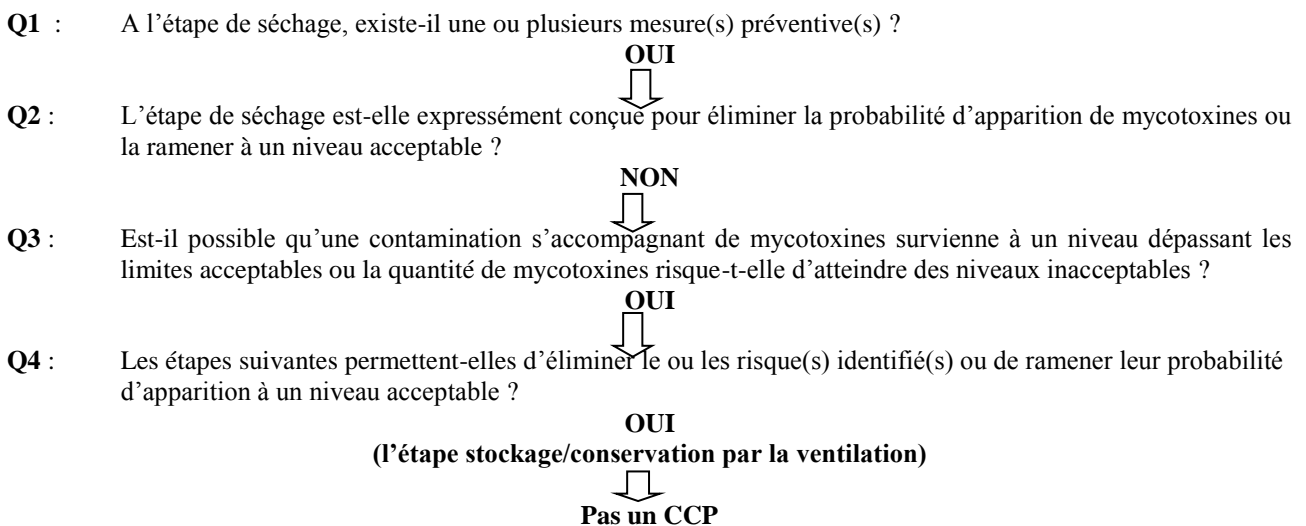 Q1 : A l’étape de séchage, existe-il une ou plusieurs mesure(s) préventive(s) ?
OUI
Q2 : L’étape de séchage est-elle expressément conçue pour éliminer la probabilité d’apparition de mycotoxines ou
la ramener à un niveau acceptable ?
NON
Q3 : Est-il possible qu’une contamination s’accompagnant de mycotoxines survienne à un niveau dépassant les
limites acceptables ou la quantité de mycotoxines risque-t-elle d’atteindre des niveaux inacceptables ?
OUI
Q4 : Les étapes suivantes permettent-elles d’éliminer le ou les risque(s) identifié(s) ou de ramener leur probabilité
d’apparition à un niveau acceptable ?
OUI
(l’étape stockage/conservation par la ventilation)
Pas un CCP